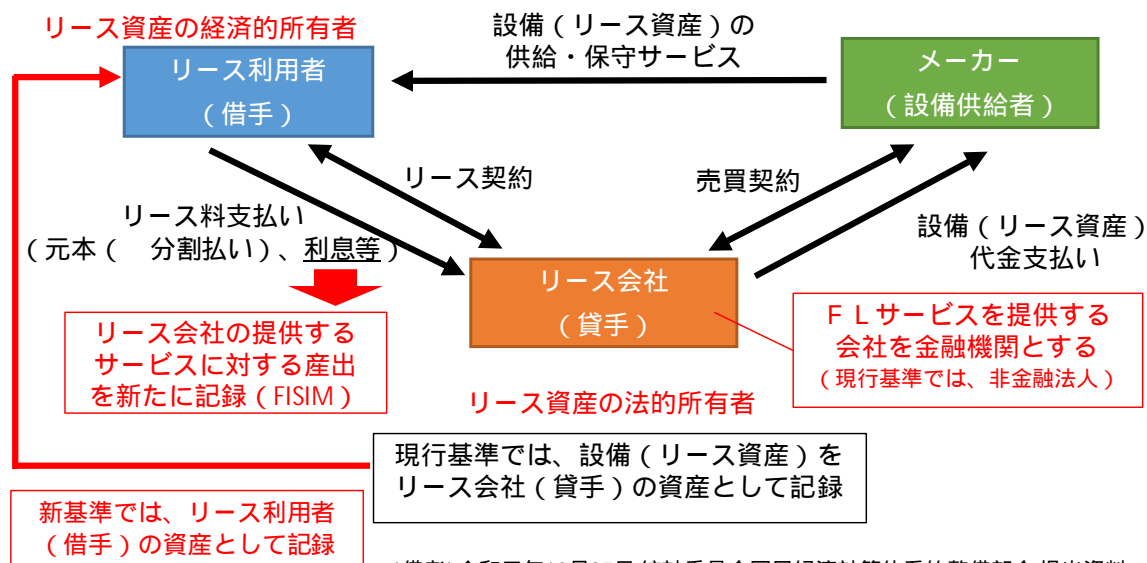 リース資産の経済的所有者
リース利用者
（借手）
設備（リース資産）の
供給・保守サービス
メーカー
（設備供給者）
リース契約
売買契約
リース料支払い
（元本（　分割払い）、利息等）
設備（リース資産）
代金支払い
リース会社
（貸手）
リース会社の提供する
サービスに対する産出
を新たに記録（FISIM）
ＦＬサービスを提供する
会社を金融機関とする
（現行基準では、非金融法人）
リース資産の法的所有者
現行基準では、設備（リース資産）を
リース会社（貸手）の資産として記録
新基準では、リース利用者
（借手）の資産として記録